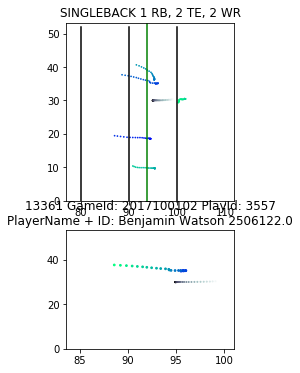 SINGLEBACK 1 RB, 2 TE, 2 WR
50
40
30
20
10
0
80 90 100 110
13361 GameId: 2017100102 PlayId: 3557
PlayerName + ID: Benjamin Watson 2506122.0
40
20
0
85 90 95 100